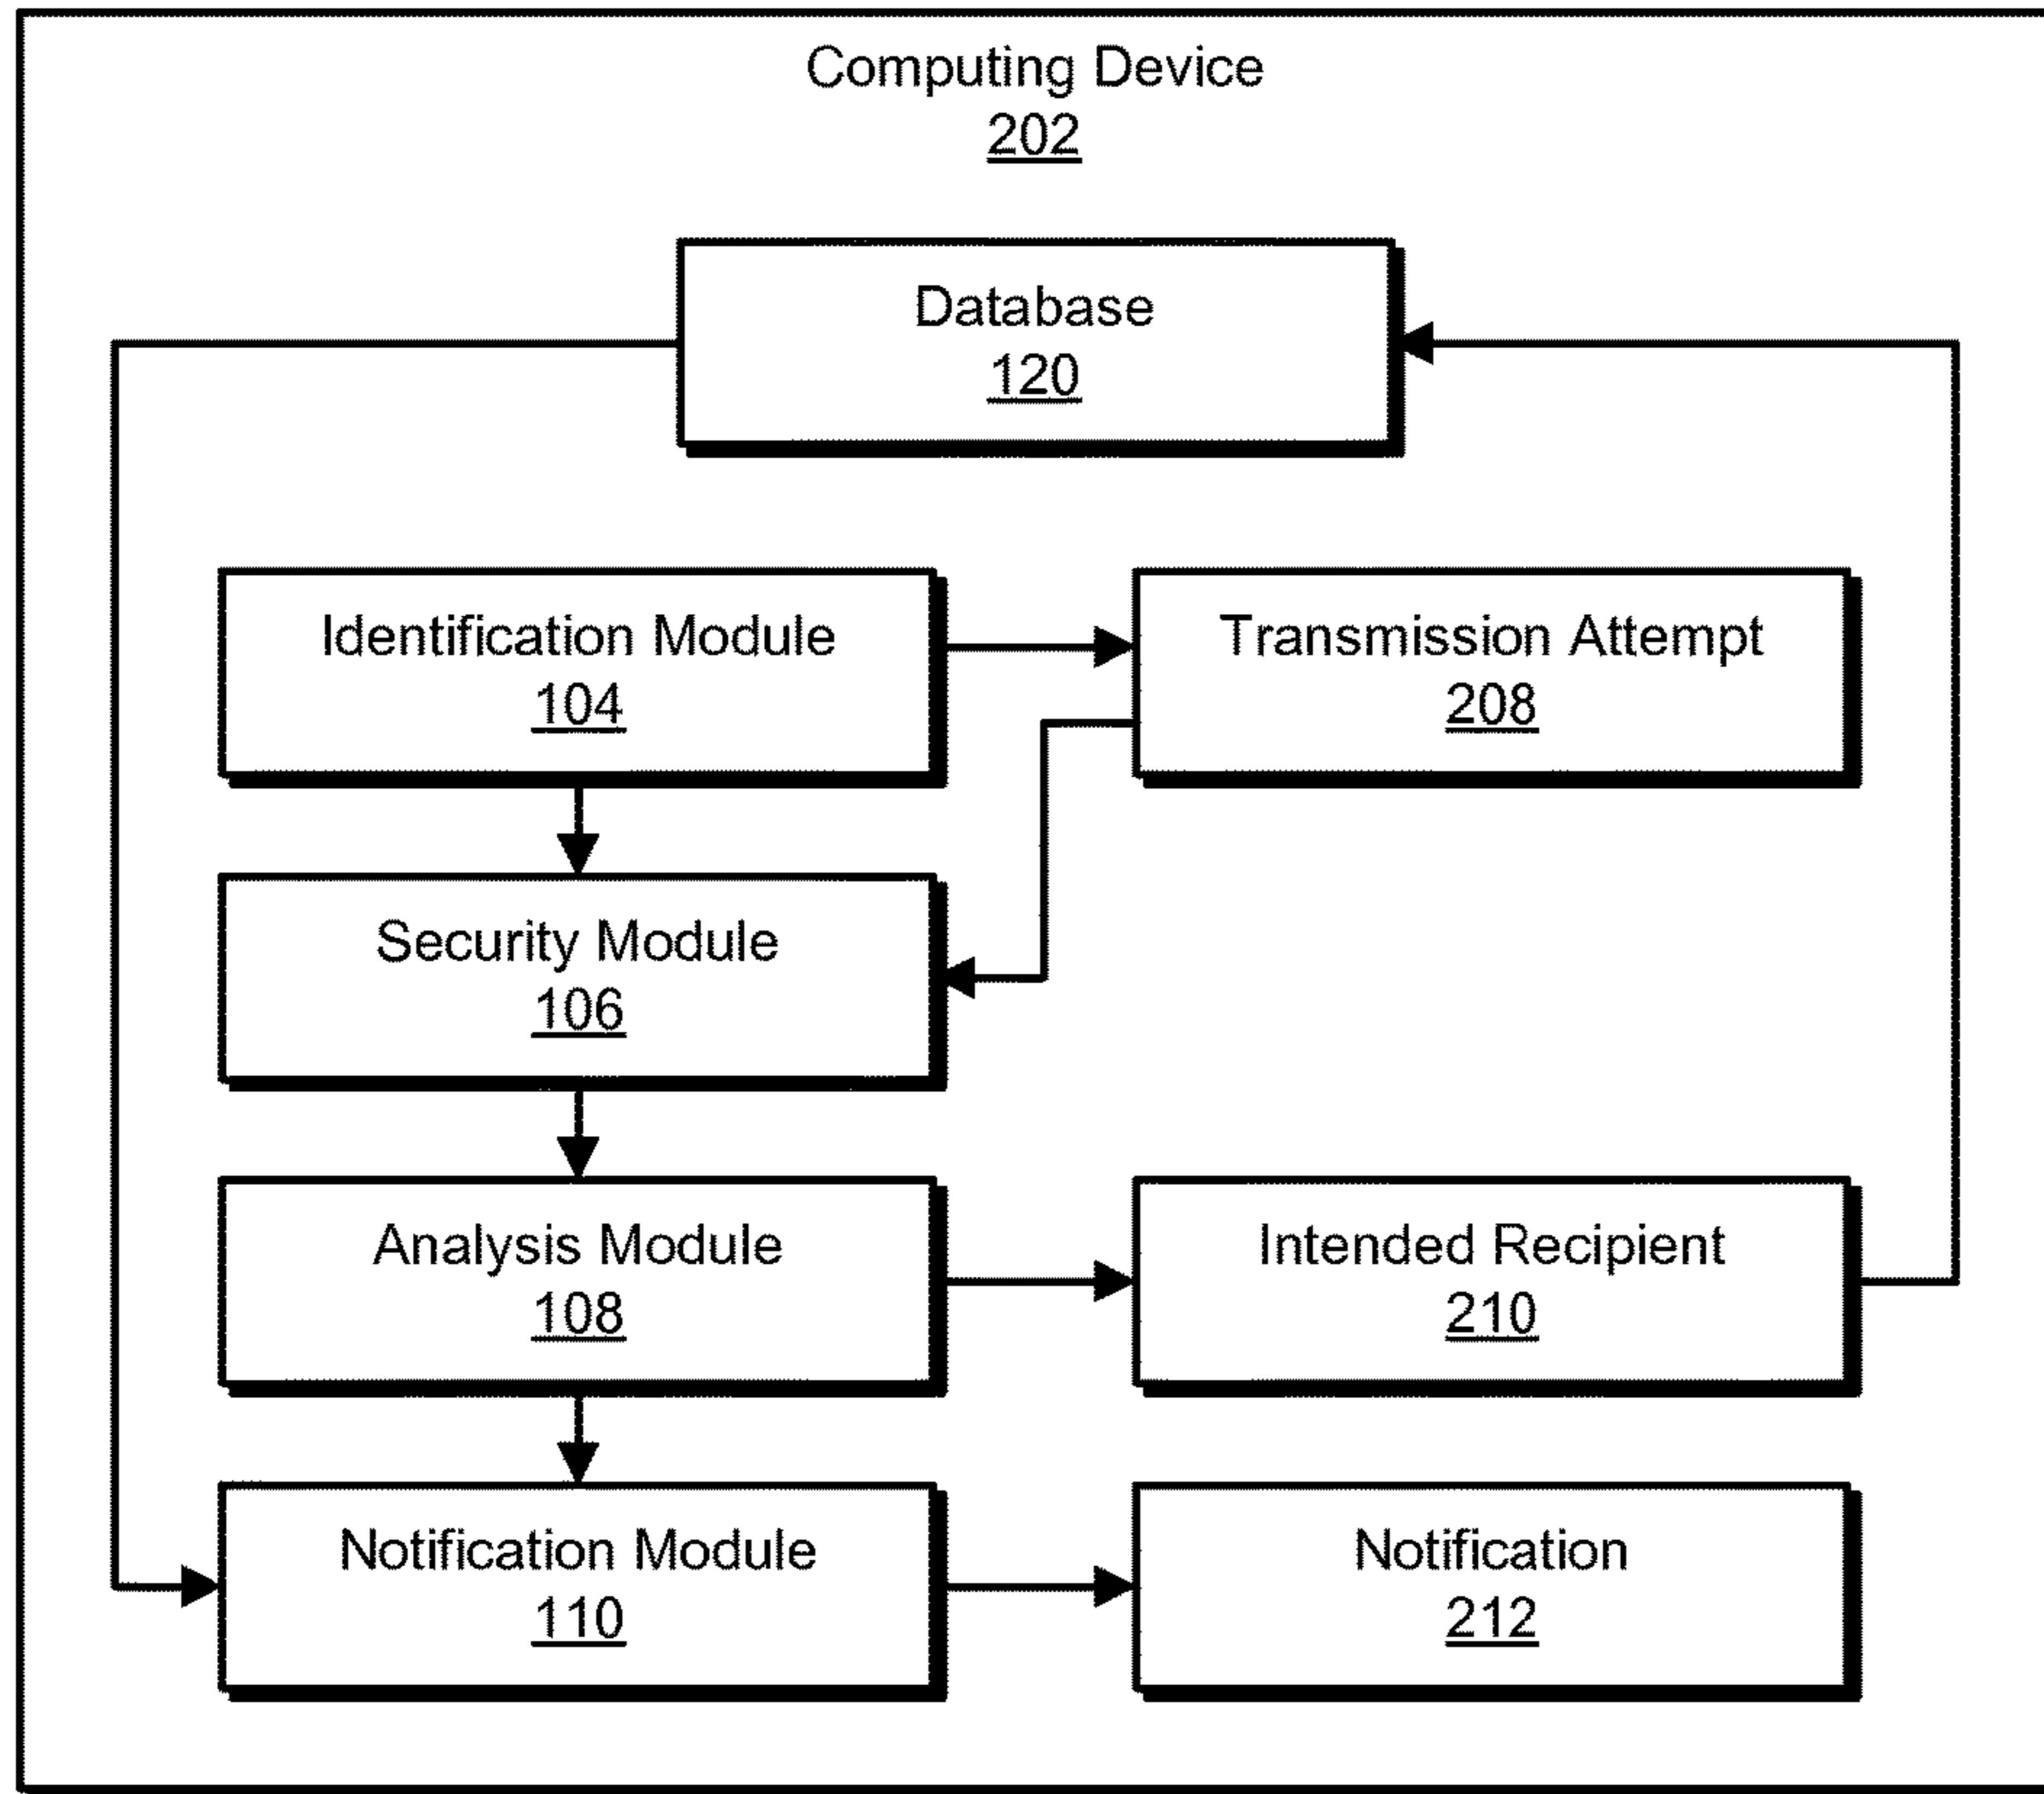 Computing Device
202
Database
120
Identification Module
104
Transmission Attempt
208
Security Module
106
Analysis Module
108
Intended Recipient
210
Notification Module
110
Notification
212